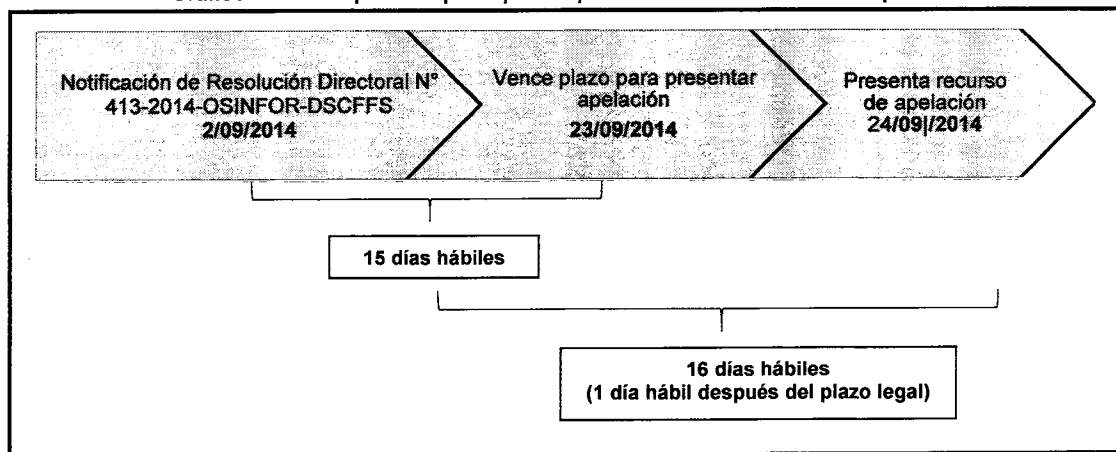 Notificación de Resolución Directoral N°
413-2014-OSINFOR-DSCFFS
2/09/2014
Vence plazo para presentar
apelación
23/09/2014
Presenta recurso
de apelación
24/09|/2014
15 días hábiles
16 días hábiles
(1 día hábil después del plazo legal)